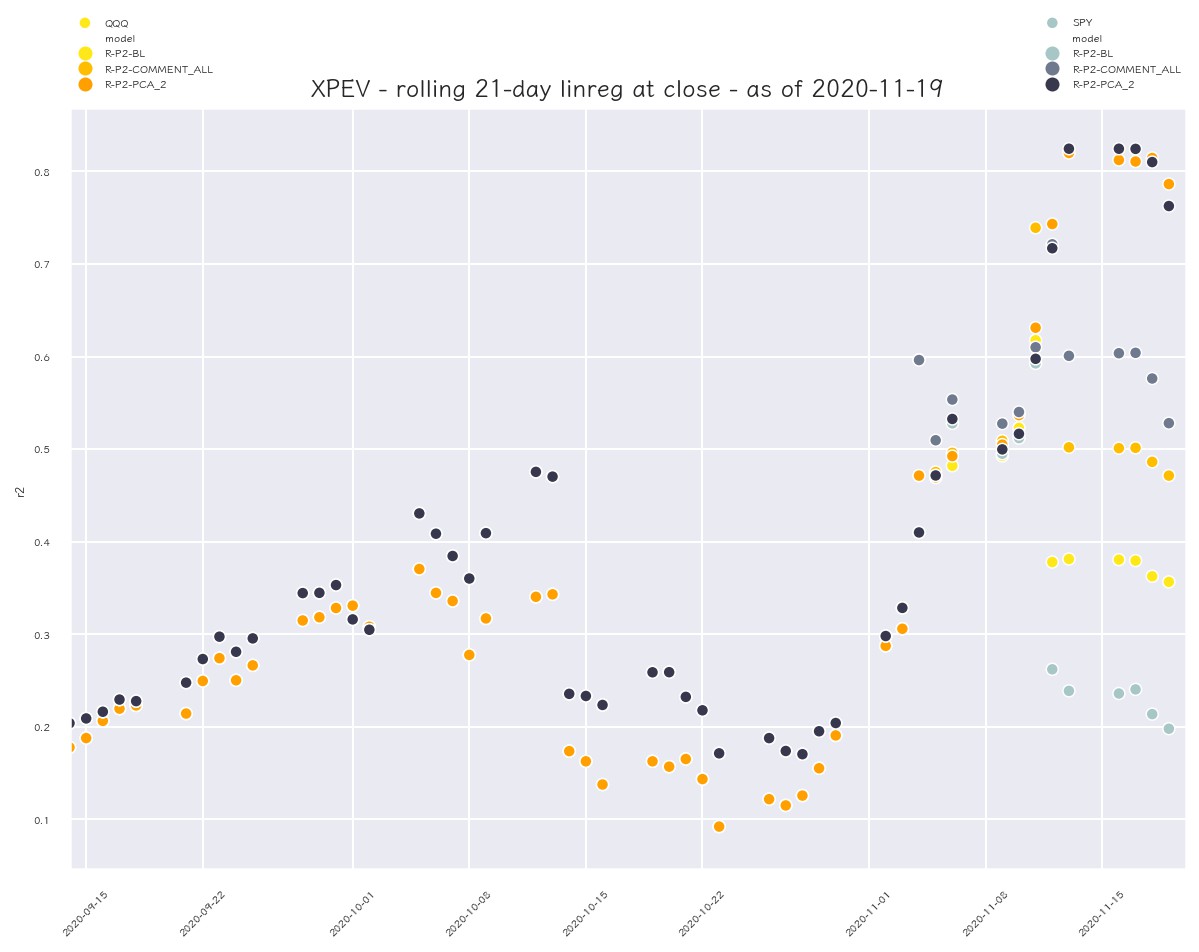 QQQ
model
R-P2-BL
R-P2-COMMENT_ALL
R-P2-PCA_2
SPY
model
R-P2-BL
R-P2-COMMENT_ALL
R-P2-PCA_2
XPEV - rolling 21-day linreg at close - as of 2020-11-19
0.8
0.7
0.6
0.5
0.4
0.3
0.2
0.1
r2
2020-09-15
2020-09-22
2020-10-01
2020-10-08
2020-10-15
2020-10-22
2020-11-01
2020-11-08
2020-11-15